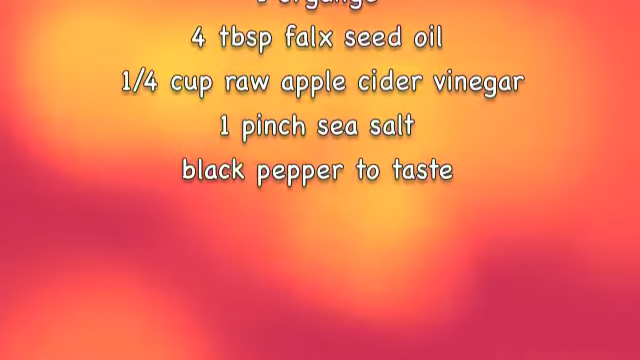 4 tbsp falx seed oil
1/4 cup raw apple cider vinegar
1 pinch sea salt
black pepper to taste